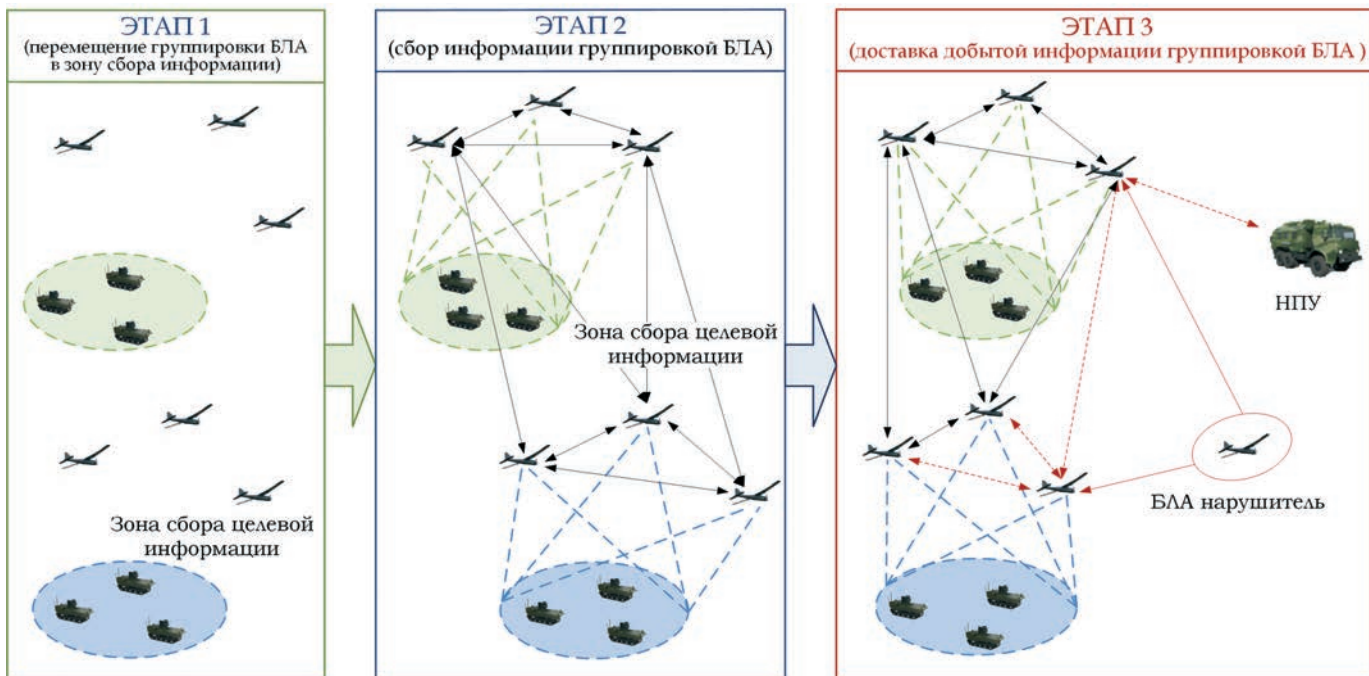 ЭТАП 1
(перемещение группировки БЛА
в зону сбора информации)
Зона сбора целевой
информации
ЭТАП 2
(сбор информации группировкой БЛА)
Зона сбора целевой
информации
ЭТАП 3
(доставка добытой информации группировкой БЛА )
НПУ
БЛА нарушитель